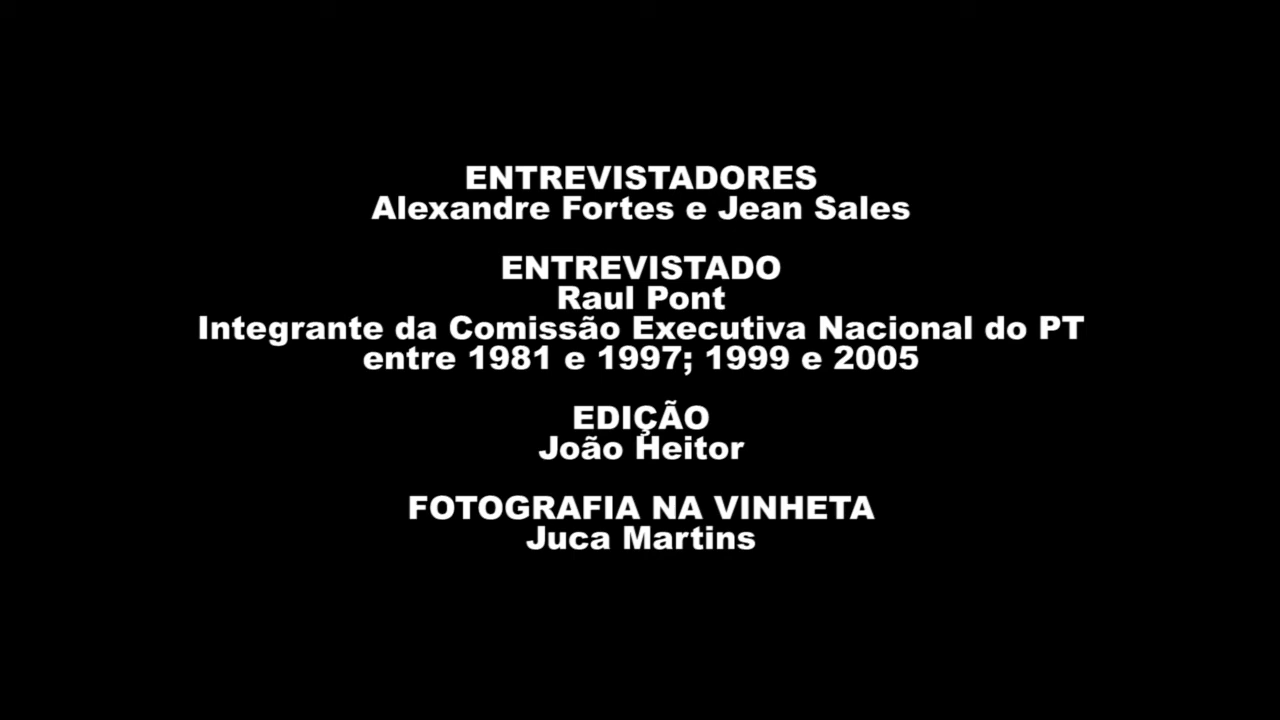 ENTREVISTADORES
Alexandre Fortes e Jean Sales
ENTREVISTADO
Raul Pont
Integrante da Comissão Executiva Nacional do PT
entre 1981 e 1997; 1999 e 2005
EDIÇÃO
João Heitor
FOTOGRAFIA NA VINHETA
Juca Martins